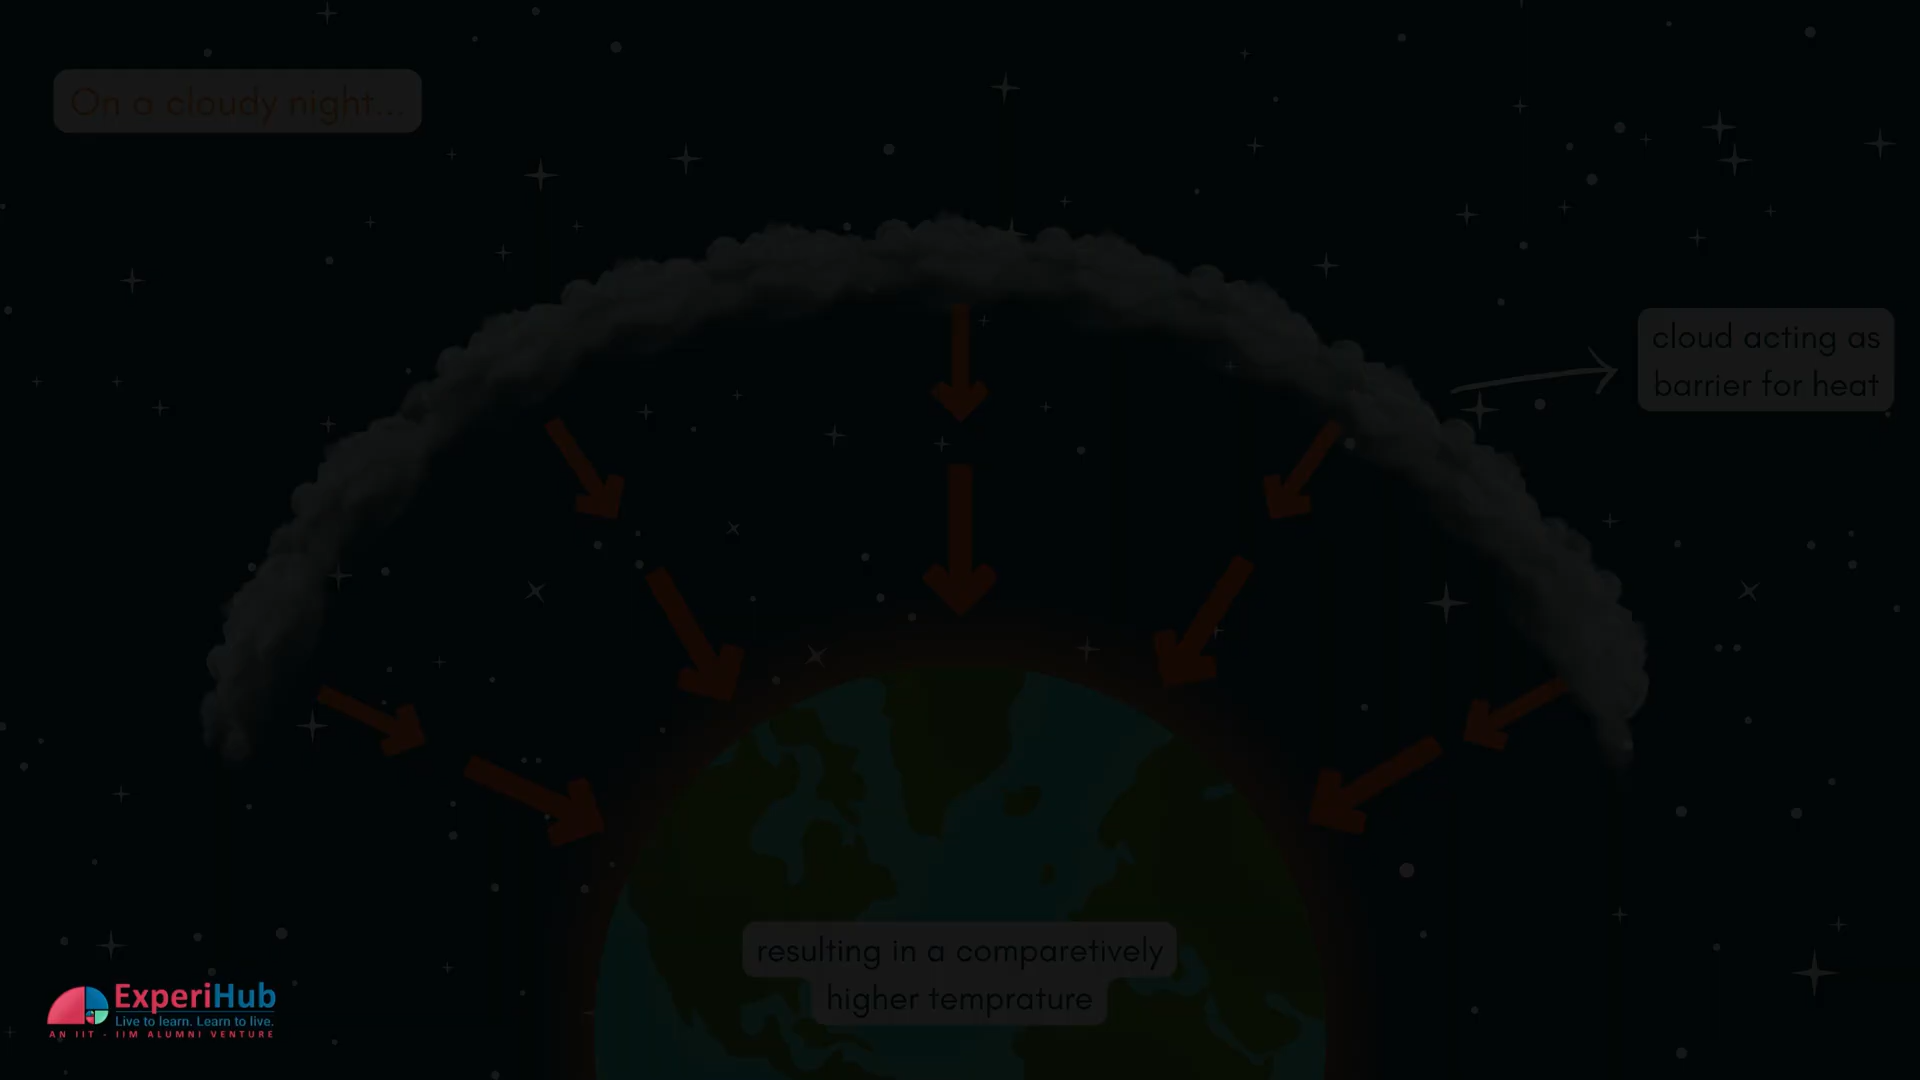 On a cloudy night...
cloud acting as
barrier for heat
resulting in a comparetively
higher temprature
ExperiHub
Live to learn. Learn to live.
AN IIT - IIM ALUMNI VENTURE